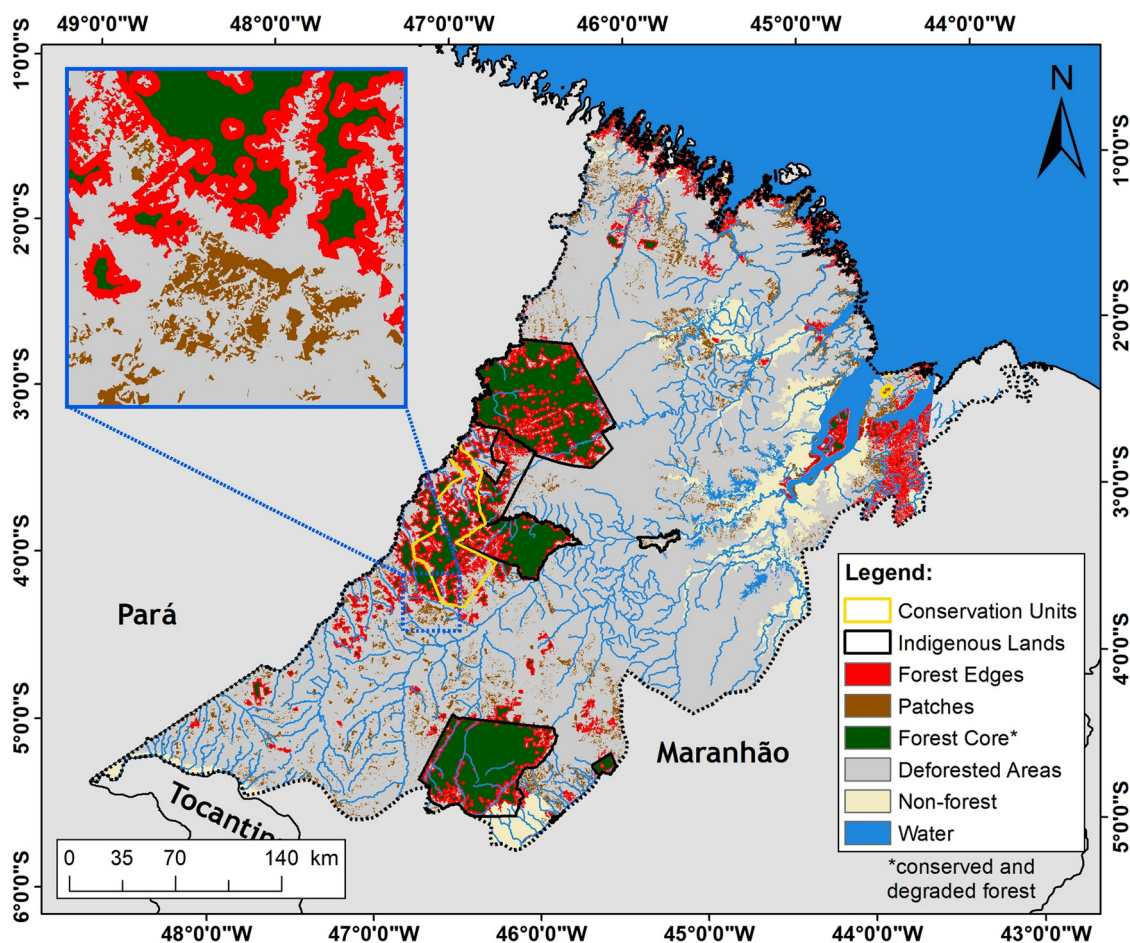 49°0'0"W 48°0'0"W 47°0'0"W 46°0'0"W 45°0'0"W 44°0'0"W
1°0'0"S
2°0'0"S
3°0'0"S
4°0'0"S
5°0'0"S
6°0'0"S
N
1°0'0"S
2°0'0"S
3°0'0"S
4°0'0"S
5°0'0"S
Pará
Maranhão
Tocantin
Legend:
Conservation Units
Indigenous Lands
Forest Edges
Patches
Forest Core*
Deforested Areas
Non-forest
Water
*conserved and
degraded forest
0 35 70 140 km
48°0'0"W 47°0'0"W 46°0'0"W 45°0'0"W 44°0'0"W 43°0'0"W